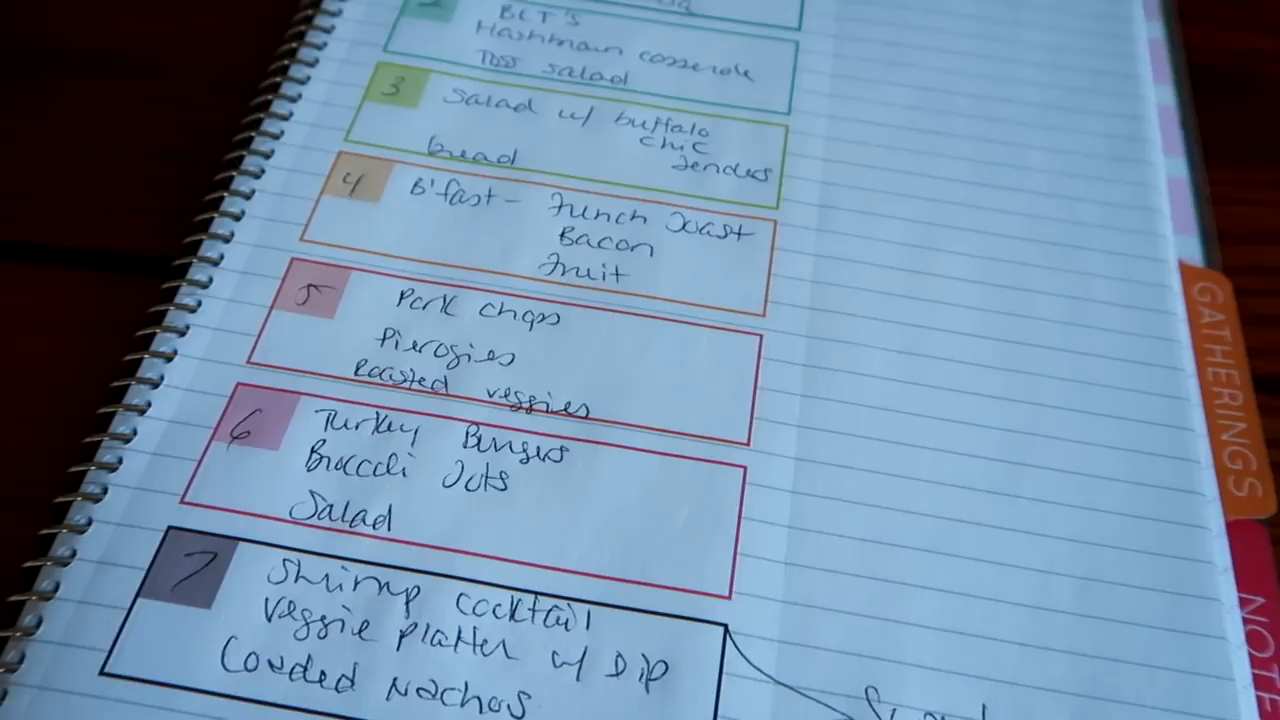 2
BLT's
Hashbrown casserole
Toss salad
3
Salad w/ buffalo
chic
tenders
bread
4
B'fast - French Toast
Bacon
Fruit
5
Pork chops
Pierogies
Roasted veggies
6
Turkey Burgers
Broccoli Tots
Salad
7
Shrimp cocktail
Veggie platter w/ Dip
Loaded Nachos
GATHERINGS
NOTE